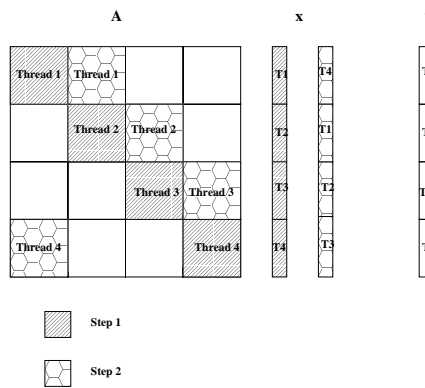 A x
Thread 1 Thread 1 T1 T4
Thread 2 Thread 2 T2 T1
Thread 3 Thread 3 T3 T2
Thread 4 Thread 4 T4 T3
Step 1
Step 2